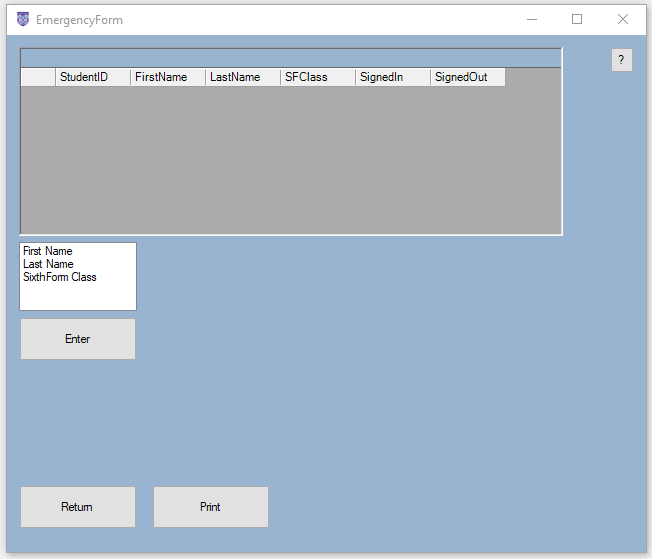 EmergencyForm
?
StudentID FirstName LastName SFClass SignedIn SignedOut
First Name
Last Name
SixthForm Class
Enter
Return Print